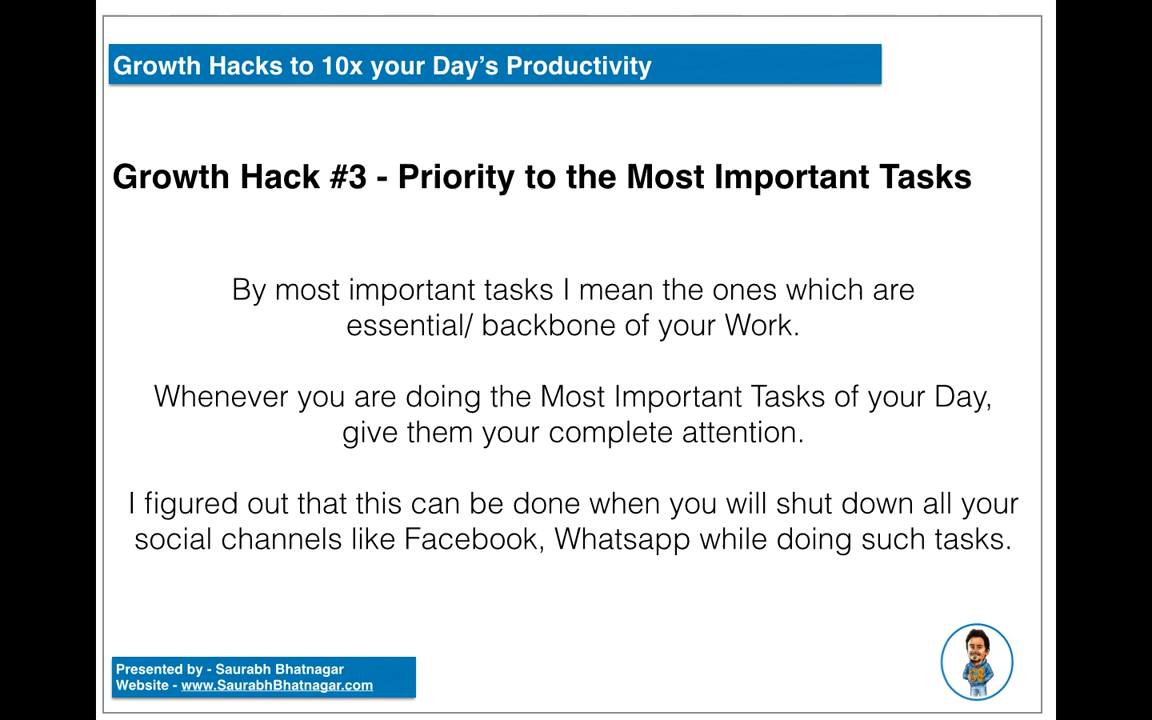 Growth Hacks to 10x your Day’s Productivity
Growth Hack #3 - Priority to the Most Important Tasks
By most important tasks I mean the ones which are
essential/ backbone of your Work.
Whenever you are doing the Most Important Tasks of your Day,
give them your complete attention.
I figured out that this can be done when you will shut down all your
social channels like Facebook, Whatsapp while doing such tasks.
Presented by - Saurabh Bhatnagar
Website - www.SaurabhBhatnagar.com